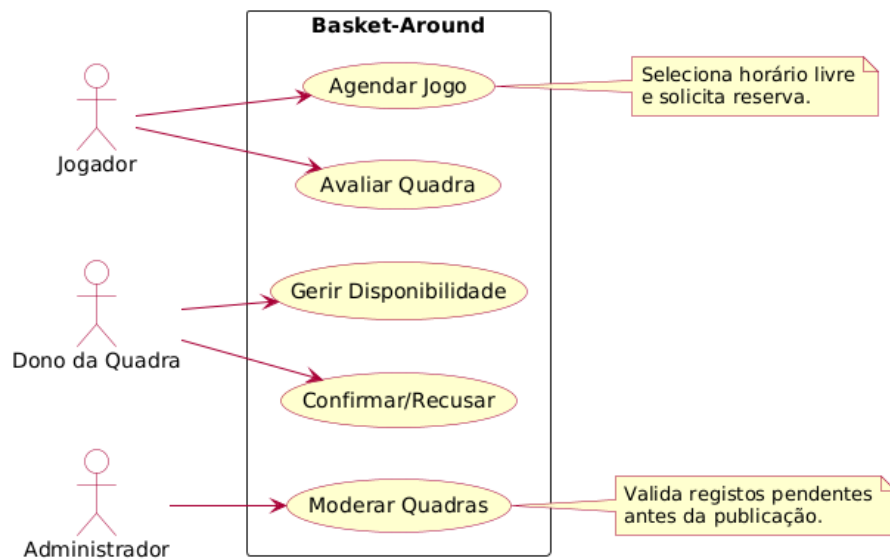 Basket-Around
Agendar Jogo
Seleciona horário livre
e solicita reserva.
Jogador
Avaliar Quadra
Gerir Disponibilidade
Dono da Quadra
Confirmar/Recusar
Moderar Quadras
Valida registos pendentes
antes da publicação.
Administrador